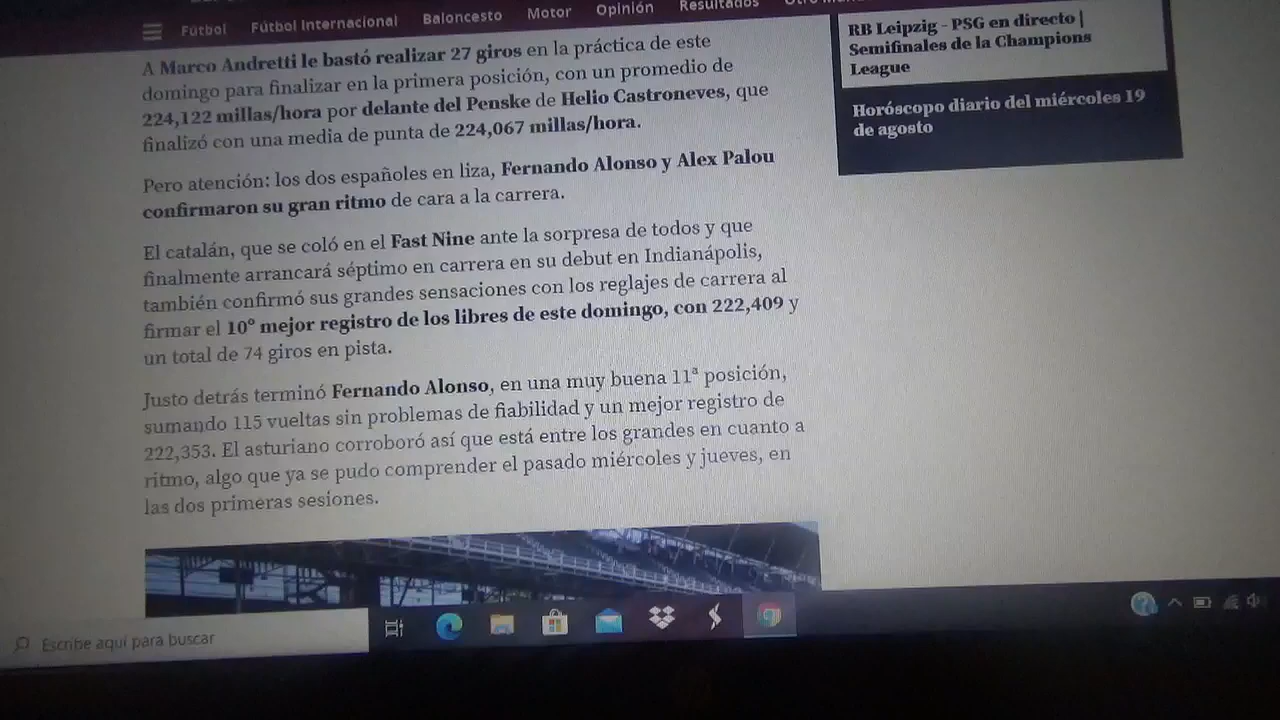 Fútbol Fútbol Internacional Baloncesto Motor Opinión Resultados
A Marco Andretti le bastó realizar 27 giros en la práctica de este
domingo para finalizar en la primera posición, con un promedio de
224,122 millas/hora por delante del Penske de Helio Castroneves, que
finalizó con una media de punta de 224,067 millas/hora.
Pero atención: los dos españoles en liza, Fernando Alonso y Alex Palou
confirmaron su gran ritmo de cara a la carrera.
El catalán, que se coló en el Fast Nine ante la sorpresa de todos y que
finalmente arrancará séptimo en carrera en su debut en Indianápolis,
también confirmó sus grandes sensaciones con los reglajes de carrera al
firmar el 10º mejor registro de los libres de este domingo, con 222,409 y
un total de 74 giros en pista.
Justo detrás terminó Fernando Alonso, en una muy buena 11ª posición,
sumando 115 vueltas sin problemas de fiabilidad y un mejor registro de
222,353. El asturiano corroboró así que está entre los grandes en cuanto a
ritmo, algo que ya se pudo comprender el pasado miércoles y jueves, en
las dos primeras sesiones.
RB Leipzig - PSG en directo |
Semifinales de la Champions
League
Horóscopo diario del miércoles 19
de agosto
Escribe aquí para buscar